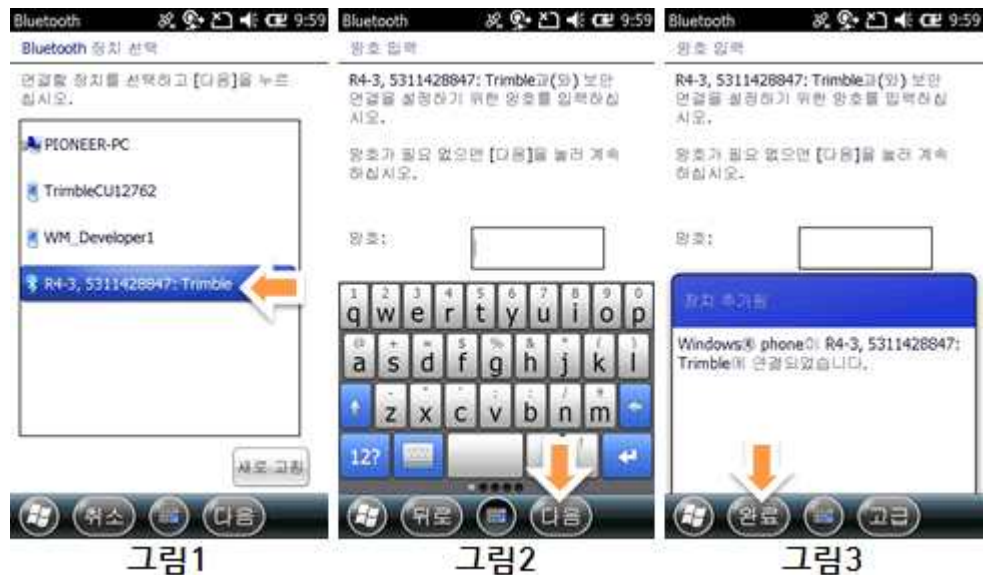 Bluetooth 9:59
Bluetooth 장치 선택
연결할 장치를 선택하고 [다음]을 누르
십시오.
PIONEER-PC
TrimbleCU12762
WM_Developer1
R4-3, 5311428847: Trimble
새로 고침
취소 다음
그림1
Bluetooth 9:59
암호 입력
R4-3, 5311428847: Trimble과(와) 보안
연결을 설정하기 위한 암호를 입력하십
시오.
암호가 필요 없으면 [다음]을 눌러 계속
하십시오.
암호:
1 2 3 4 5 6 7 8 9 0
q w e r t y u i o p
a s d f g h j k l
z x c v b n m
12?
뒤로 다음
그림2
Bluetooth 9:59
암호 입력
R4-3, 5311428847: Trimble과(와) 보안
연결을 설정하기 위한 암호를 입력하십
시오.
암호가 필요 없으면 [다음]을 눌러 계속
하십시오.
암호:
장치 추가됨
Windows® phone이 R4-3, 5311428847:
Trimble에 연결되었습니다.
완료 고급
그림3